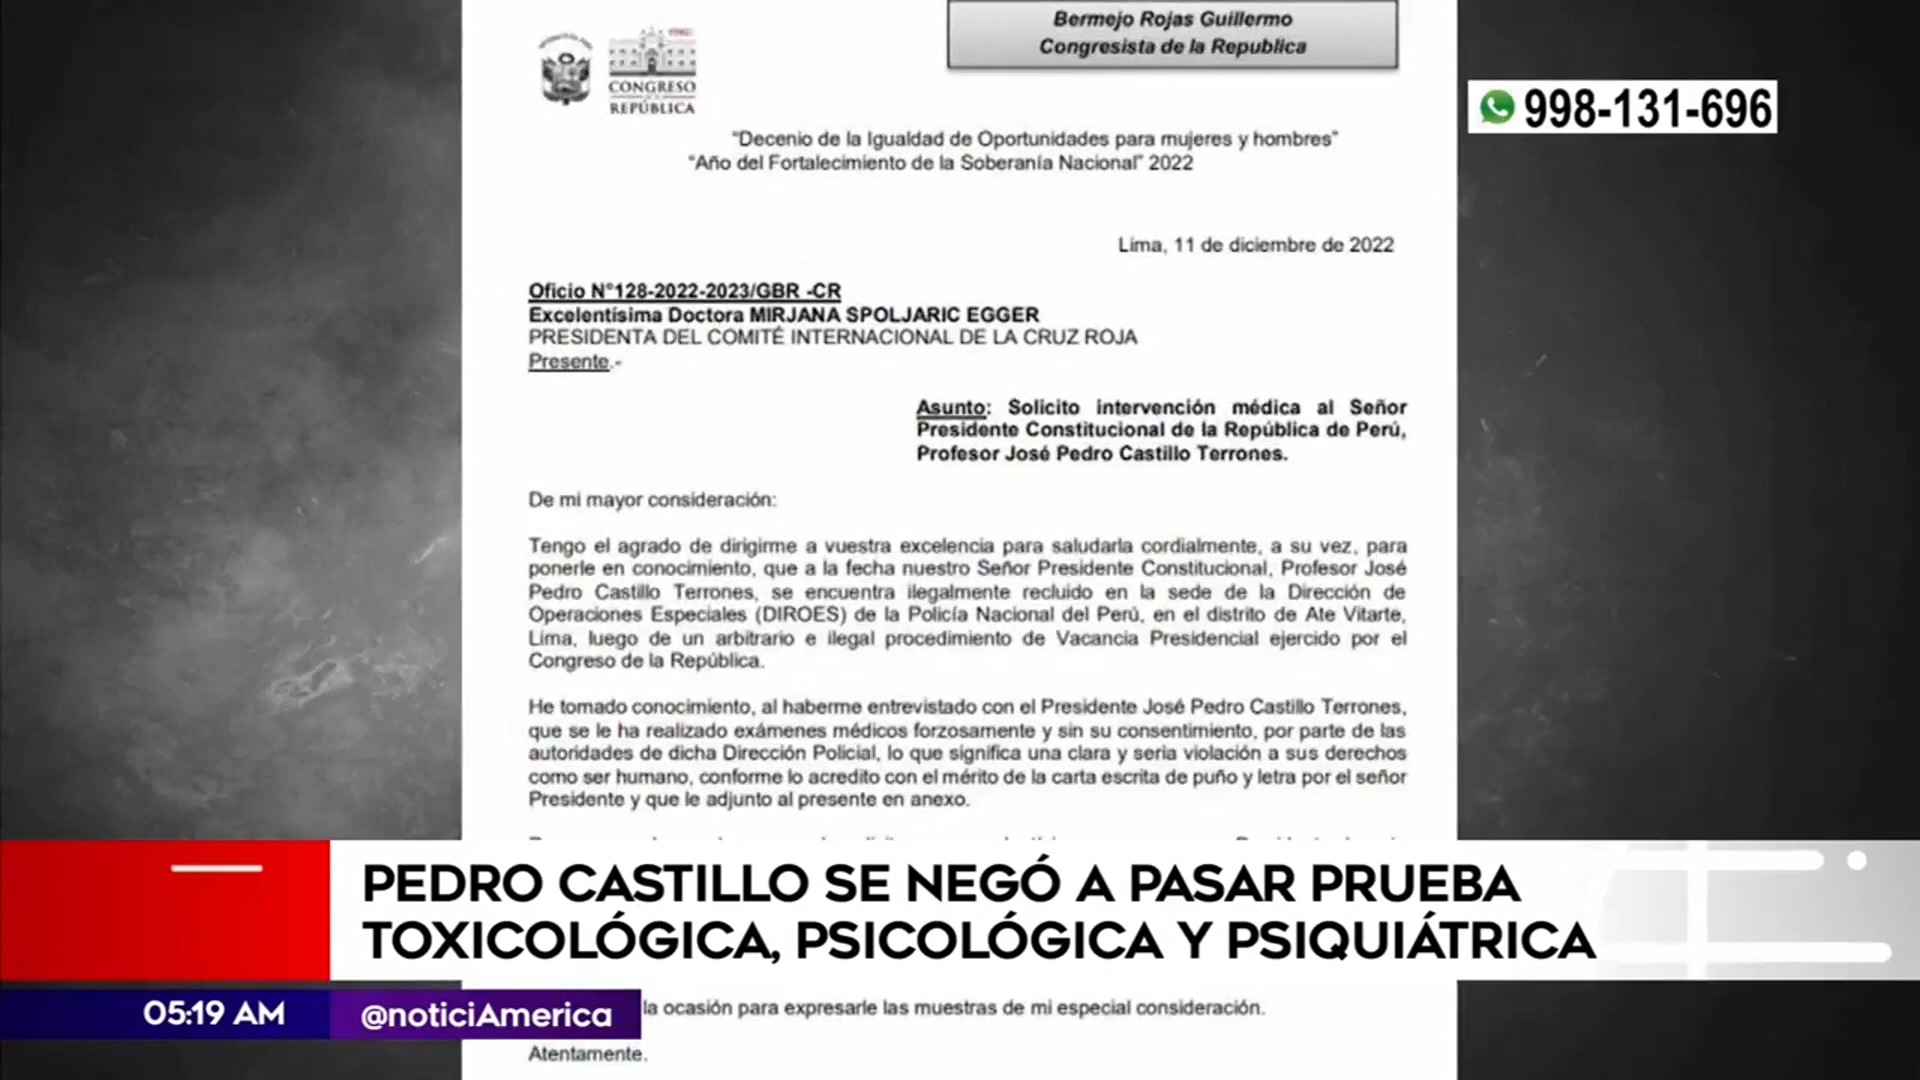 Bermejo Rojas Guillermo
Congresista de la Republica
CONGRESO
REPÚBLICA
998-131-696
"Decenio de la Igualdad de Oportunidades para mujeres y hombres"
"Año del Fortalecimiento de la Soberanía Nacional" 2022
Lima, 11 de diciembre de 2022
Oficio N°128-2022-2023/GBR -CR
Excelentísima Doctora MIRJANA SPOLJARIC EGGER
PRESIDENTA DEL COMITÉ INTERNACIONAL DE LA CRUZ ROJA
Presente.-
Asunto: Solicito intervención médica al Señor
Presidente Constitucional de la República de Perú,
Profesor José Pedro Castillo Terrones.
De mi mayor consideración:
Tengo el agrado de dirigirme a vuestra excelencia para saludarla cordialmente, a su vez, para
ponerle en conocimiento, que a la fecha nuestro Señor Presidente Constitucional, Profesor José
Pedro Castillo Terrones, se encuentra ilegalmente recluido en la sede de la Dirección de
Operaciones Especiales (DIROES) de la Policía Nacional del Perú, en el distrito de Ate Vitarte,
Lima, luego de un arbitrario e ilegal procedimiento de Vacancia Presidencial ejercido por el
Congreso de la República.
He tomado conocimiento, al haberme entrevistado con el Presidente José Pedro Castillo Terrones,
que se le ha realizado exámenes médicos forzosamente y sin su consentimiento, por parte de las
autoridades de dicha Dirección Policial, lo que significa una clara y seria violación a sus derechos
como ser humano, conforme lo acredito con el mérito de la carta escrita de puño y letra por el señor
Presidente y que le adjunto al presente en anexo.
PEDRO CASTILLO SE NEGÓ A PASAR PRUEBA
TOXICOLÓGICA, PSICOLÓGICA Y PSIQUIÁTRICA
05:19 AM
@noticiAmerica
la ocasión para expresarle las muestras de mi especial consideración.
Atentamente.